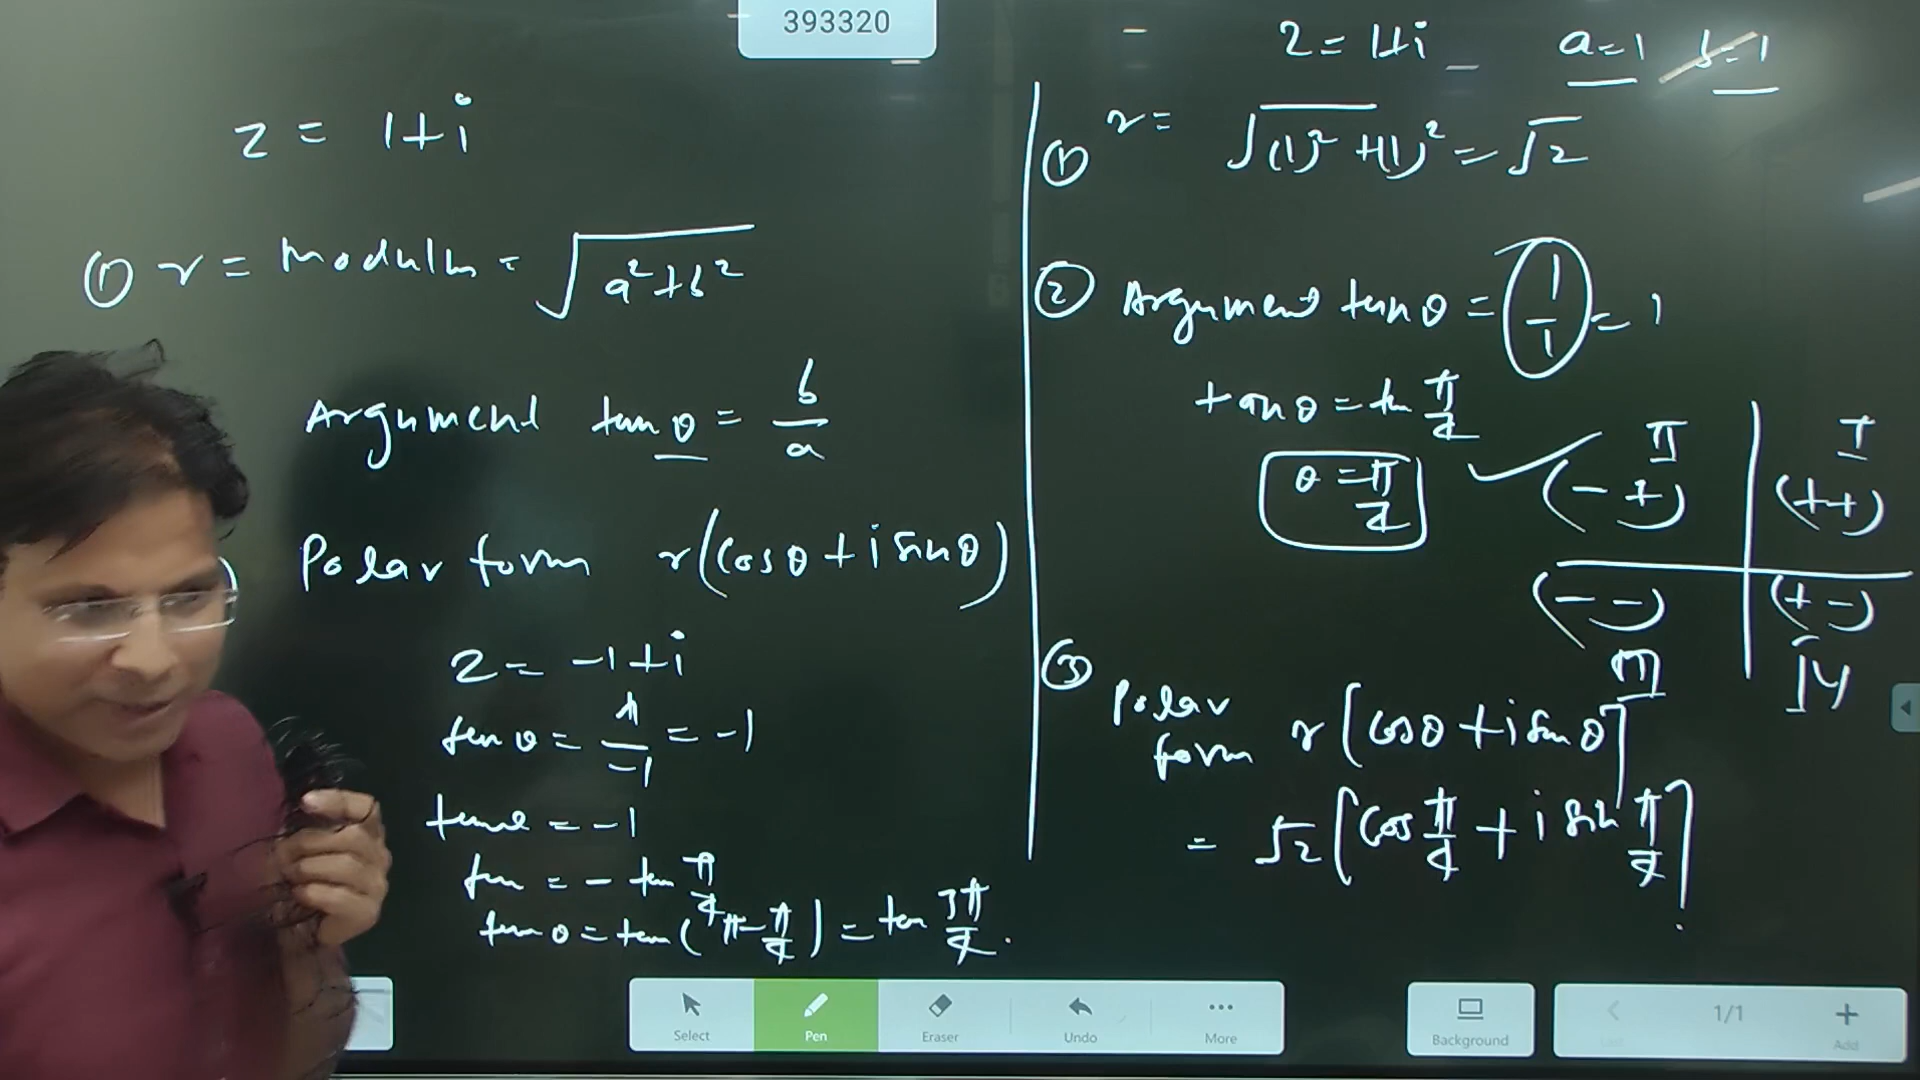 393320
z = 1+i
① r = Modulus = √(a²+b²)
Argument tan θ = b/a
Polar form r(cos θ + i sin θ)
z = -1+i
tan θ = 1/-1 = -1
tan θ = -1
tan = - tan π/4
tan θ = tan(π - π/4) = tan 3π/4.
z = 1+i a=1 b=1
① r = √(1)²+(1)² = √2
② Argument tan θ = 1/1 = 1
tan θ = tan π/4
θ = π/4
II I
(- +) (++)
(- -) (+ -)
III IV
③ Polar form r[cos θ + i sin θ]
= √2[cos π/4 + i sin π/4]
Select Pen Eraser Undo More
Background
1/1 Add